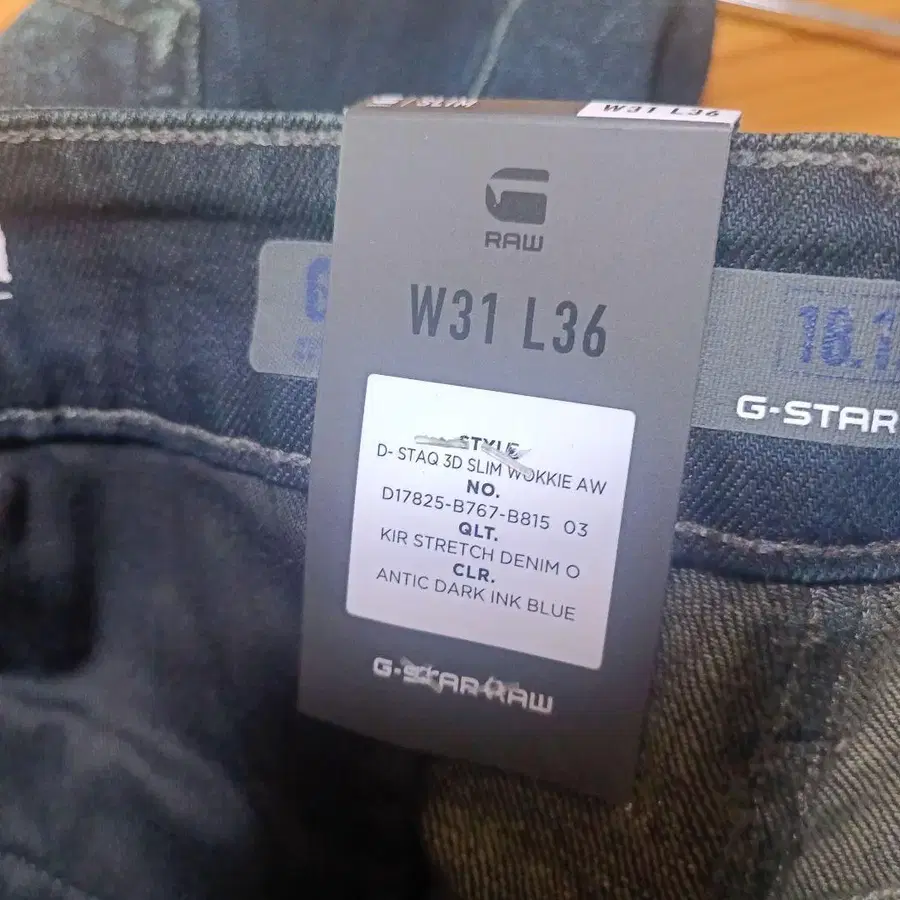 SLIM
W31 L36
RAW
W31 L36
STYLE
D- STAQ 3D SLIM WOKKIE AW
NO.
D17825-B767-B815 03
QLT.
KIR STRETCH DENIM O
CLR.
ANTIC DARK INK BLUE
G-STAR RAW
G-STAR